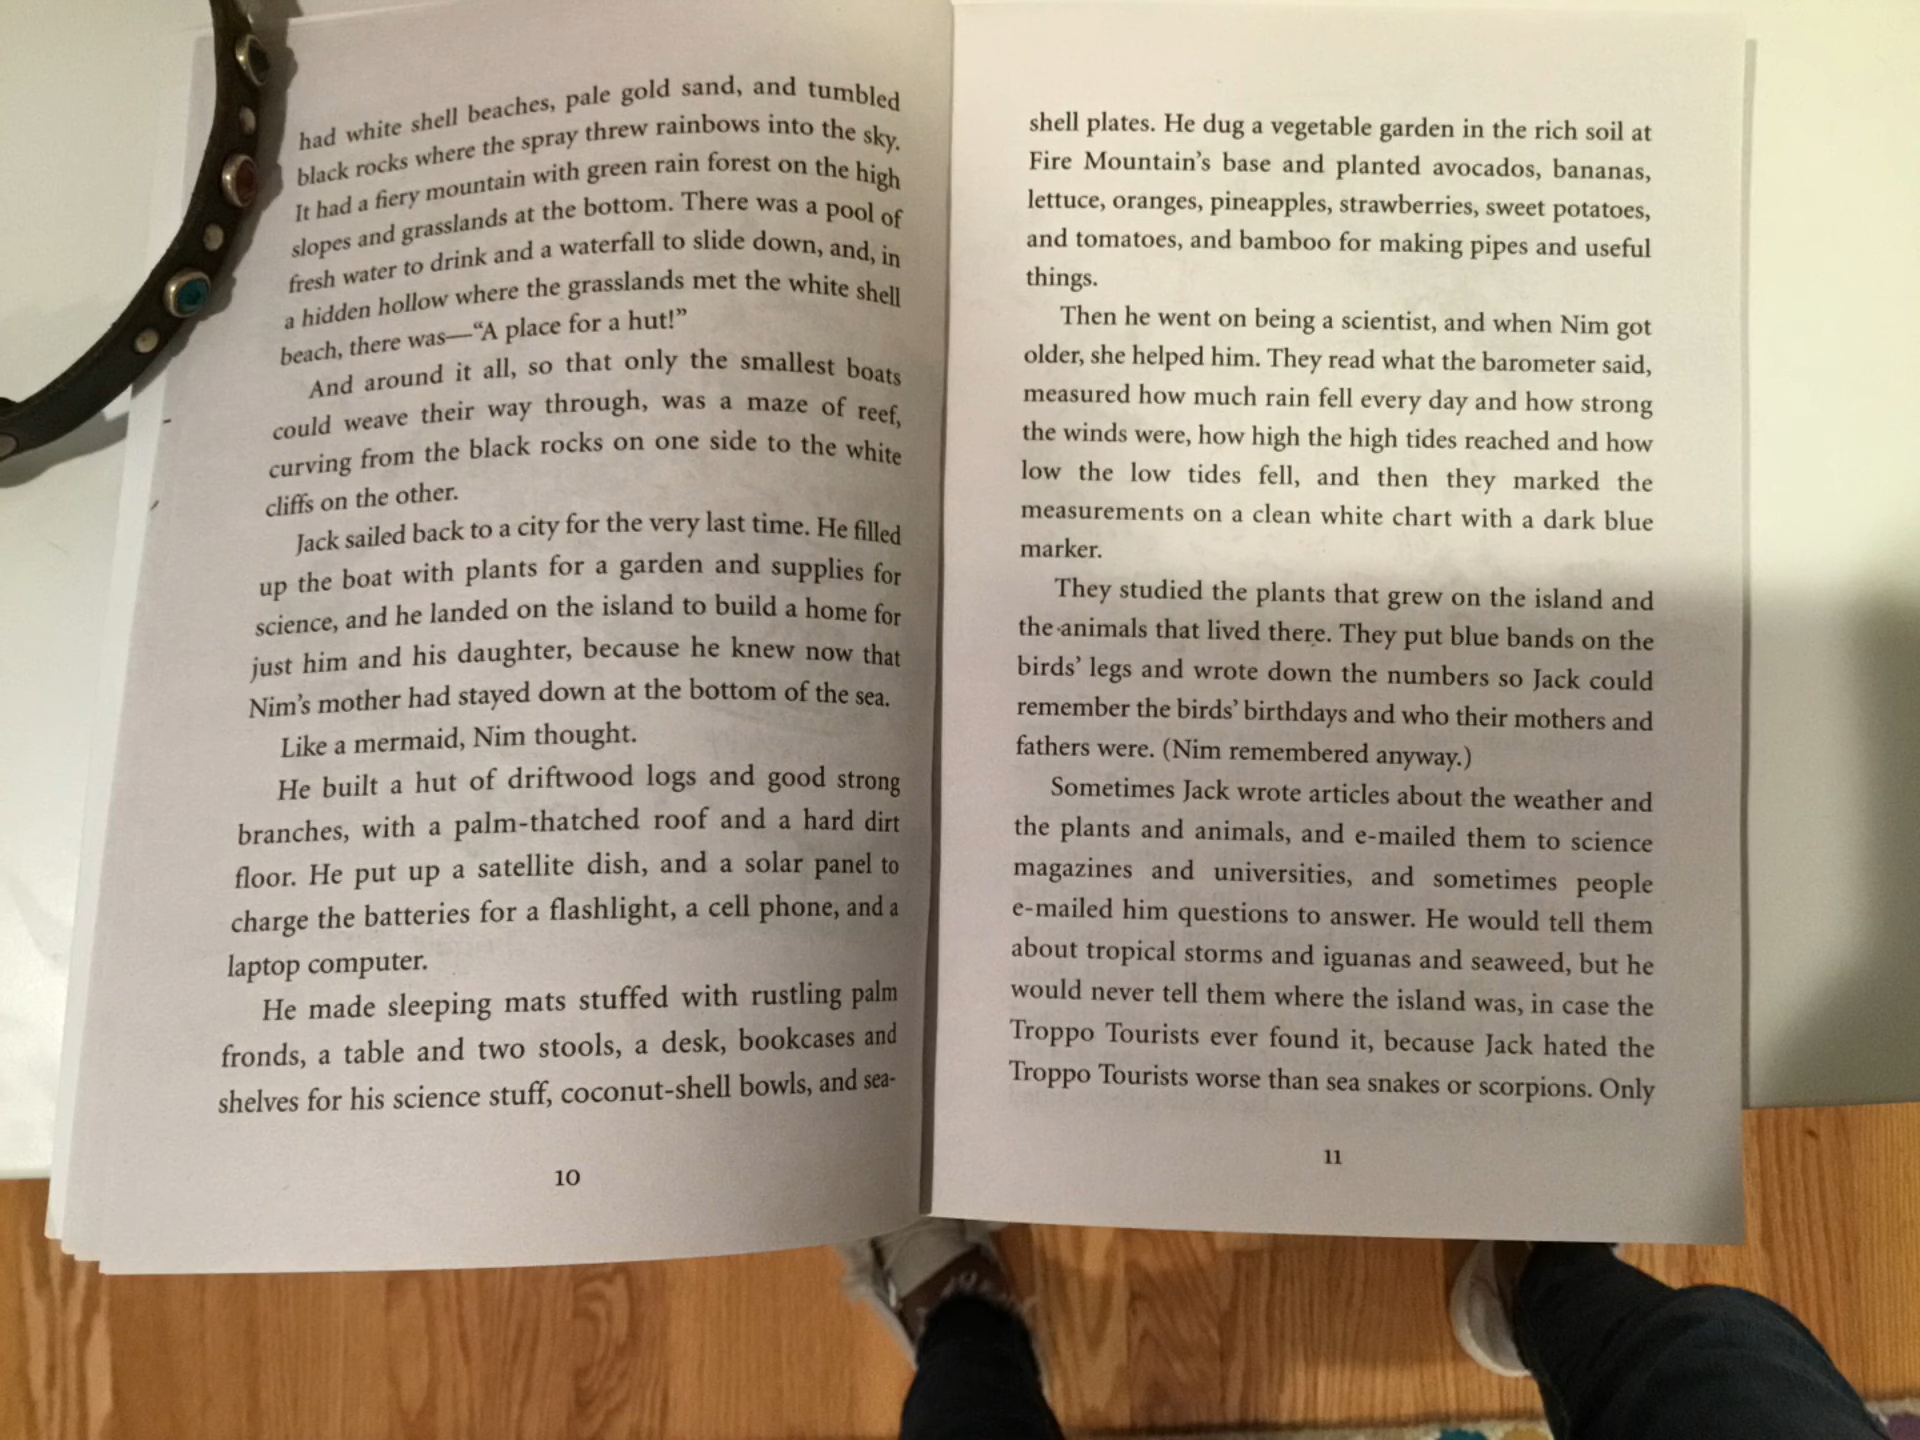 had white shell beaches, pale gold sand, and tumbled
black rocks where the spray threw rainbows into the sky.
It had a fiery mountain with green rain forest on the high
slopes and grasslands at the bottom. There was a pool of
fresh water to drink and a waterfall to slide down, and, in
a hidden hollow where the grasslands met the white shell
beach, there was—“A place for a hut!”
And around it all, so that only the smallest boats
could weave their way through, was a maze of reef,
curving from the black rocks on one side to the white
cliffs on the other.
Jack sailed back to a city for the very last time. He filled
up the boat with plants for a garden and supplies for
science, and he landed on the island to build a home for
just him and his daughter, because he knew now that
Nim’s mother had stayed down at the bottom of the sea.
Like a mermaid, Nim thought.
He built a hut of driftwood logs and good strong
branches, with a palm-thatched roof and a hard dirt
floor. He put up a satellite dish, and a solar panel to
charge the batteries for a flashlight, a cell phone, and a
laptop computer.
He made sleeping mats stuffed with rustling palm
fronds, a table and two stools, a desk, bookcases and
shelves for his science stuff, coconut-shell bowls, and sea-
10
shell plates. He dug a vegetable garden in the rich soil at
Fire Mountain’s base and planted avocados, bananas,
lettuce, oranges, pineapples, strawberries, sweet potatoes,
and tomatoes, and bamboo for making pipes and useful
things.
Then he went on being a scientist, and when Nim got
older, she helped him. They read what the barometer said,
measured how much rain fell every day and how strong
the winds were, how high the high tides reached and how
low the low tides fell, and then they marked the
measurements on a clean white chart with a dark blue
marker.
They studied the plants that grew on the island and
the animals that lived there. They put blue bands on the
birds’ legs and wrote down the numbers so Jack could
remember the birds’ birthdays and who their mothers and
fathers were. (Nim remembered anyway.)
Sometimes Jack wrote articles about the weather and
the plants and animals, and e-mailed them to science
magazines and universities, and sometimes people
e-mailed him questions to answer. He would tell them
about tropical storms and iguanas and seaweed, but he
would never tell them where the island was, in case the
Troppo Tourists ever found it, because Jack hated the
Troppo Tourists worse than sea snakes or scorpions. Only
11